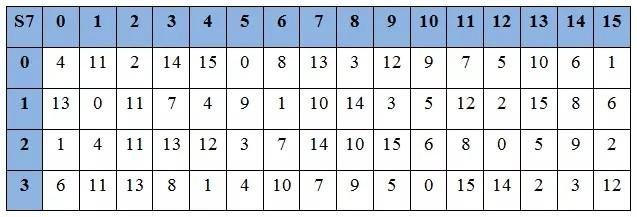 S7 0 1 2 3 4 5 6 7 8 9 10 11 12 13 14 15
0 4 11 2 14 15 0 8 13 3 12 9 7 5 10 6 1
1 13 0 11 7 4 9 1 10 14 3 5 12 2 15 8 6
2 1 4 11 13 12 3 7 14 10 15 6 8 0 5 9 2
3 6 11 13 8 1 4 10 7 9 5 0 15 14 2 3 12